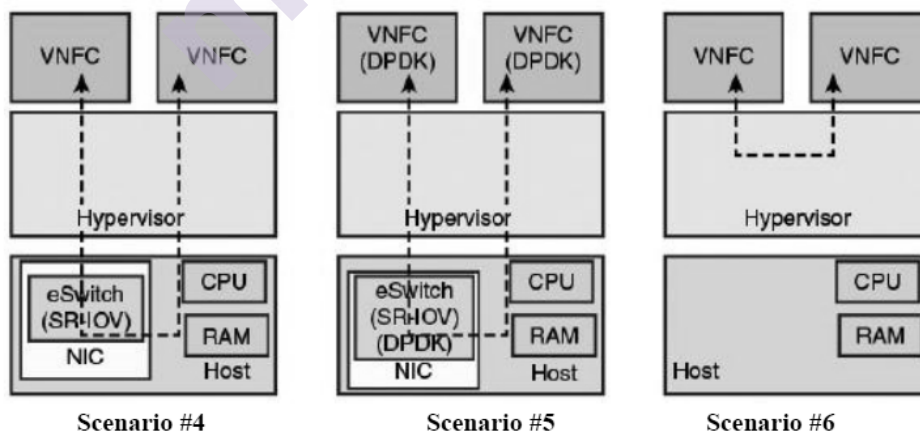 VNFC
VNFC
Hypervisor
eSwitch
(SR-IOV)
NIC
CPU
RAM
Host
Scenario #4
VNFC
(DPDK)
VNFC
(DPDK)
Hypervisor
eSwitch
(SR-IOV)
(DPDK)
NIC
CPU
RAM
Host
Scenario #5
VNFC
VNFC
Hypervisor
CPU
RAM
Host
Scenario #6